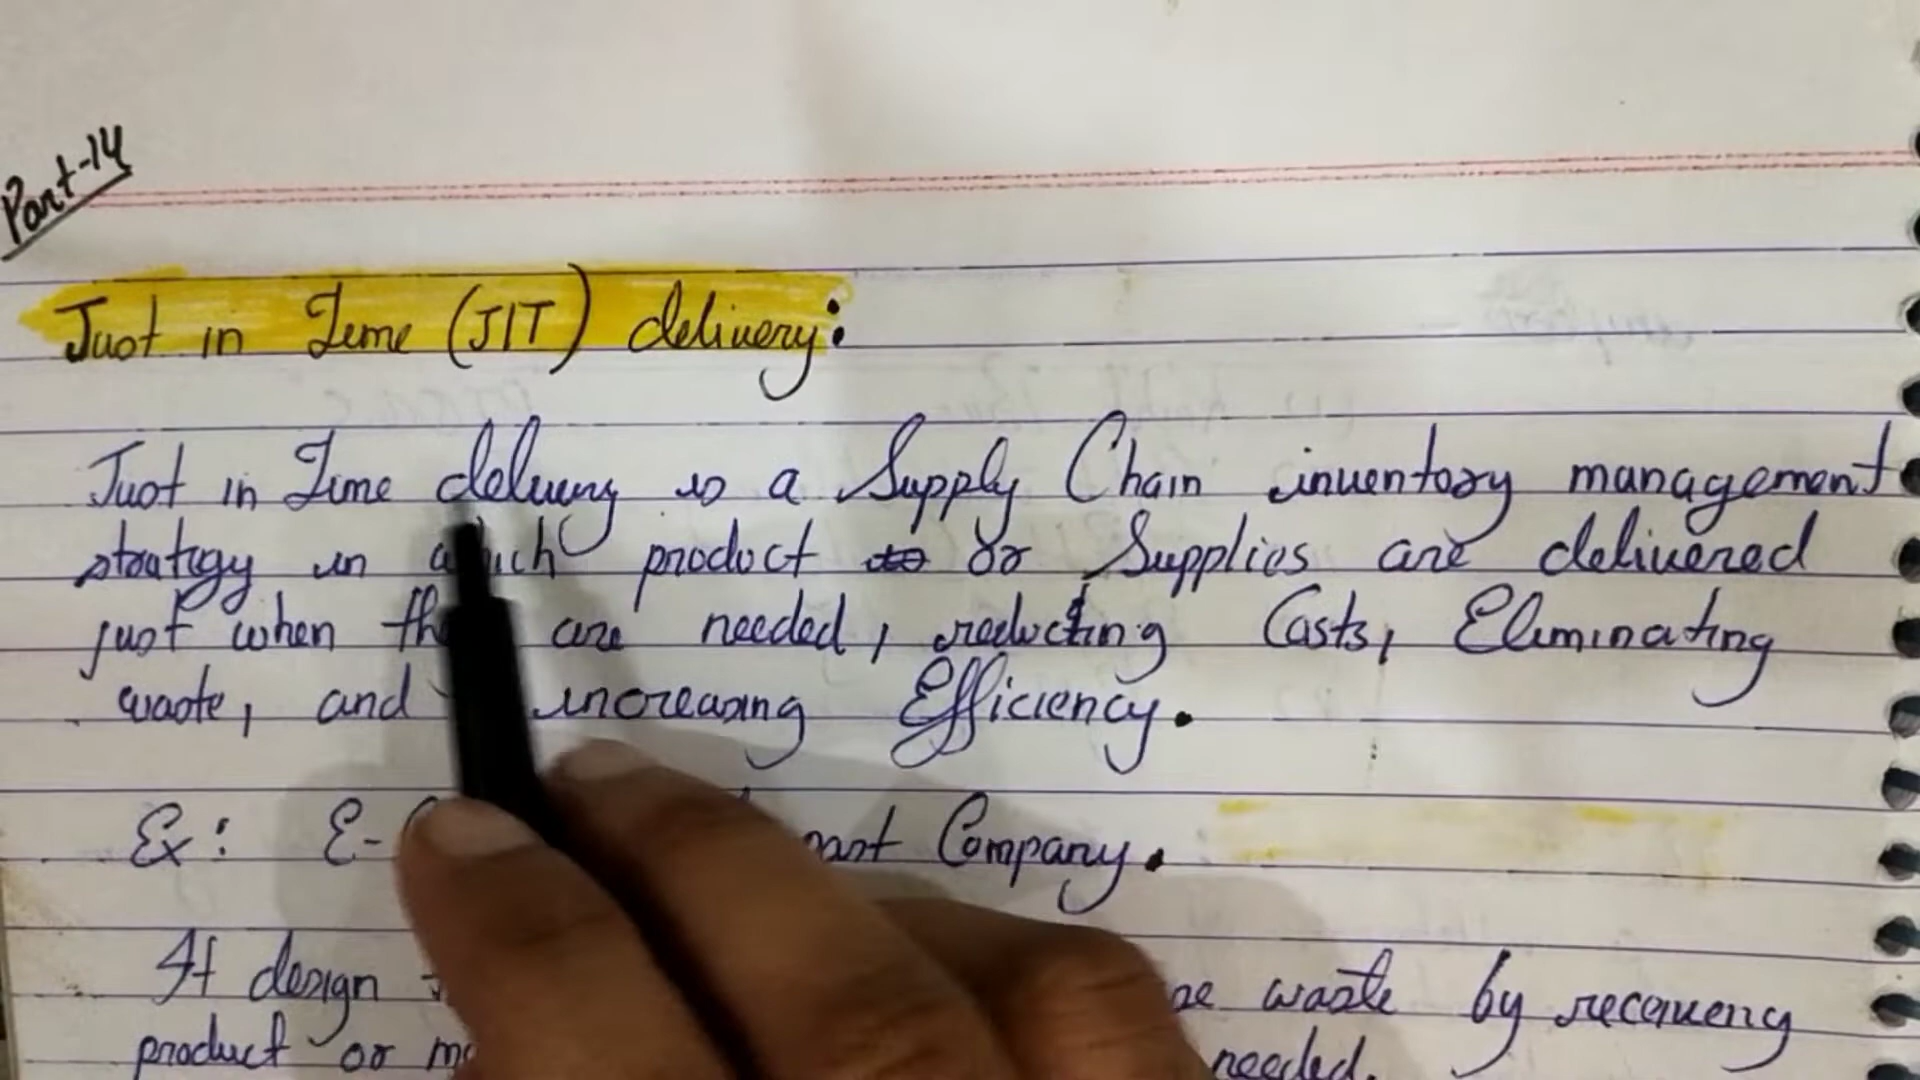 Part-14
Just in Time (JIT) delivery:
Just in Time delivery is a Supply Chain inventory management
strategy in which product or Supplies are delivered
just when are needed, reducting Costs, Eliminating
waste, and increasing Efficiency.
Ex: E- Company.
It design waste by
product or needed.